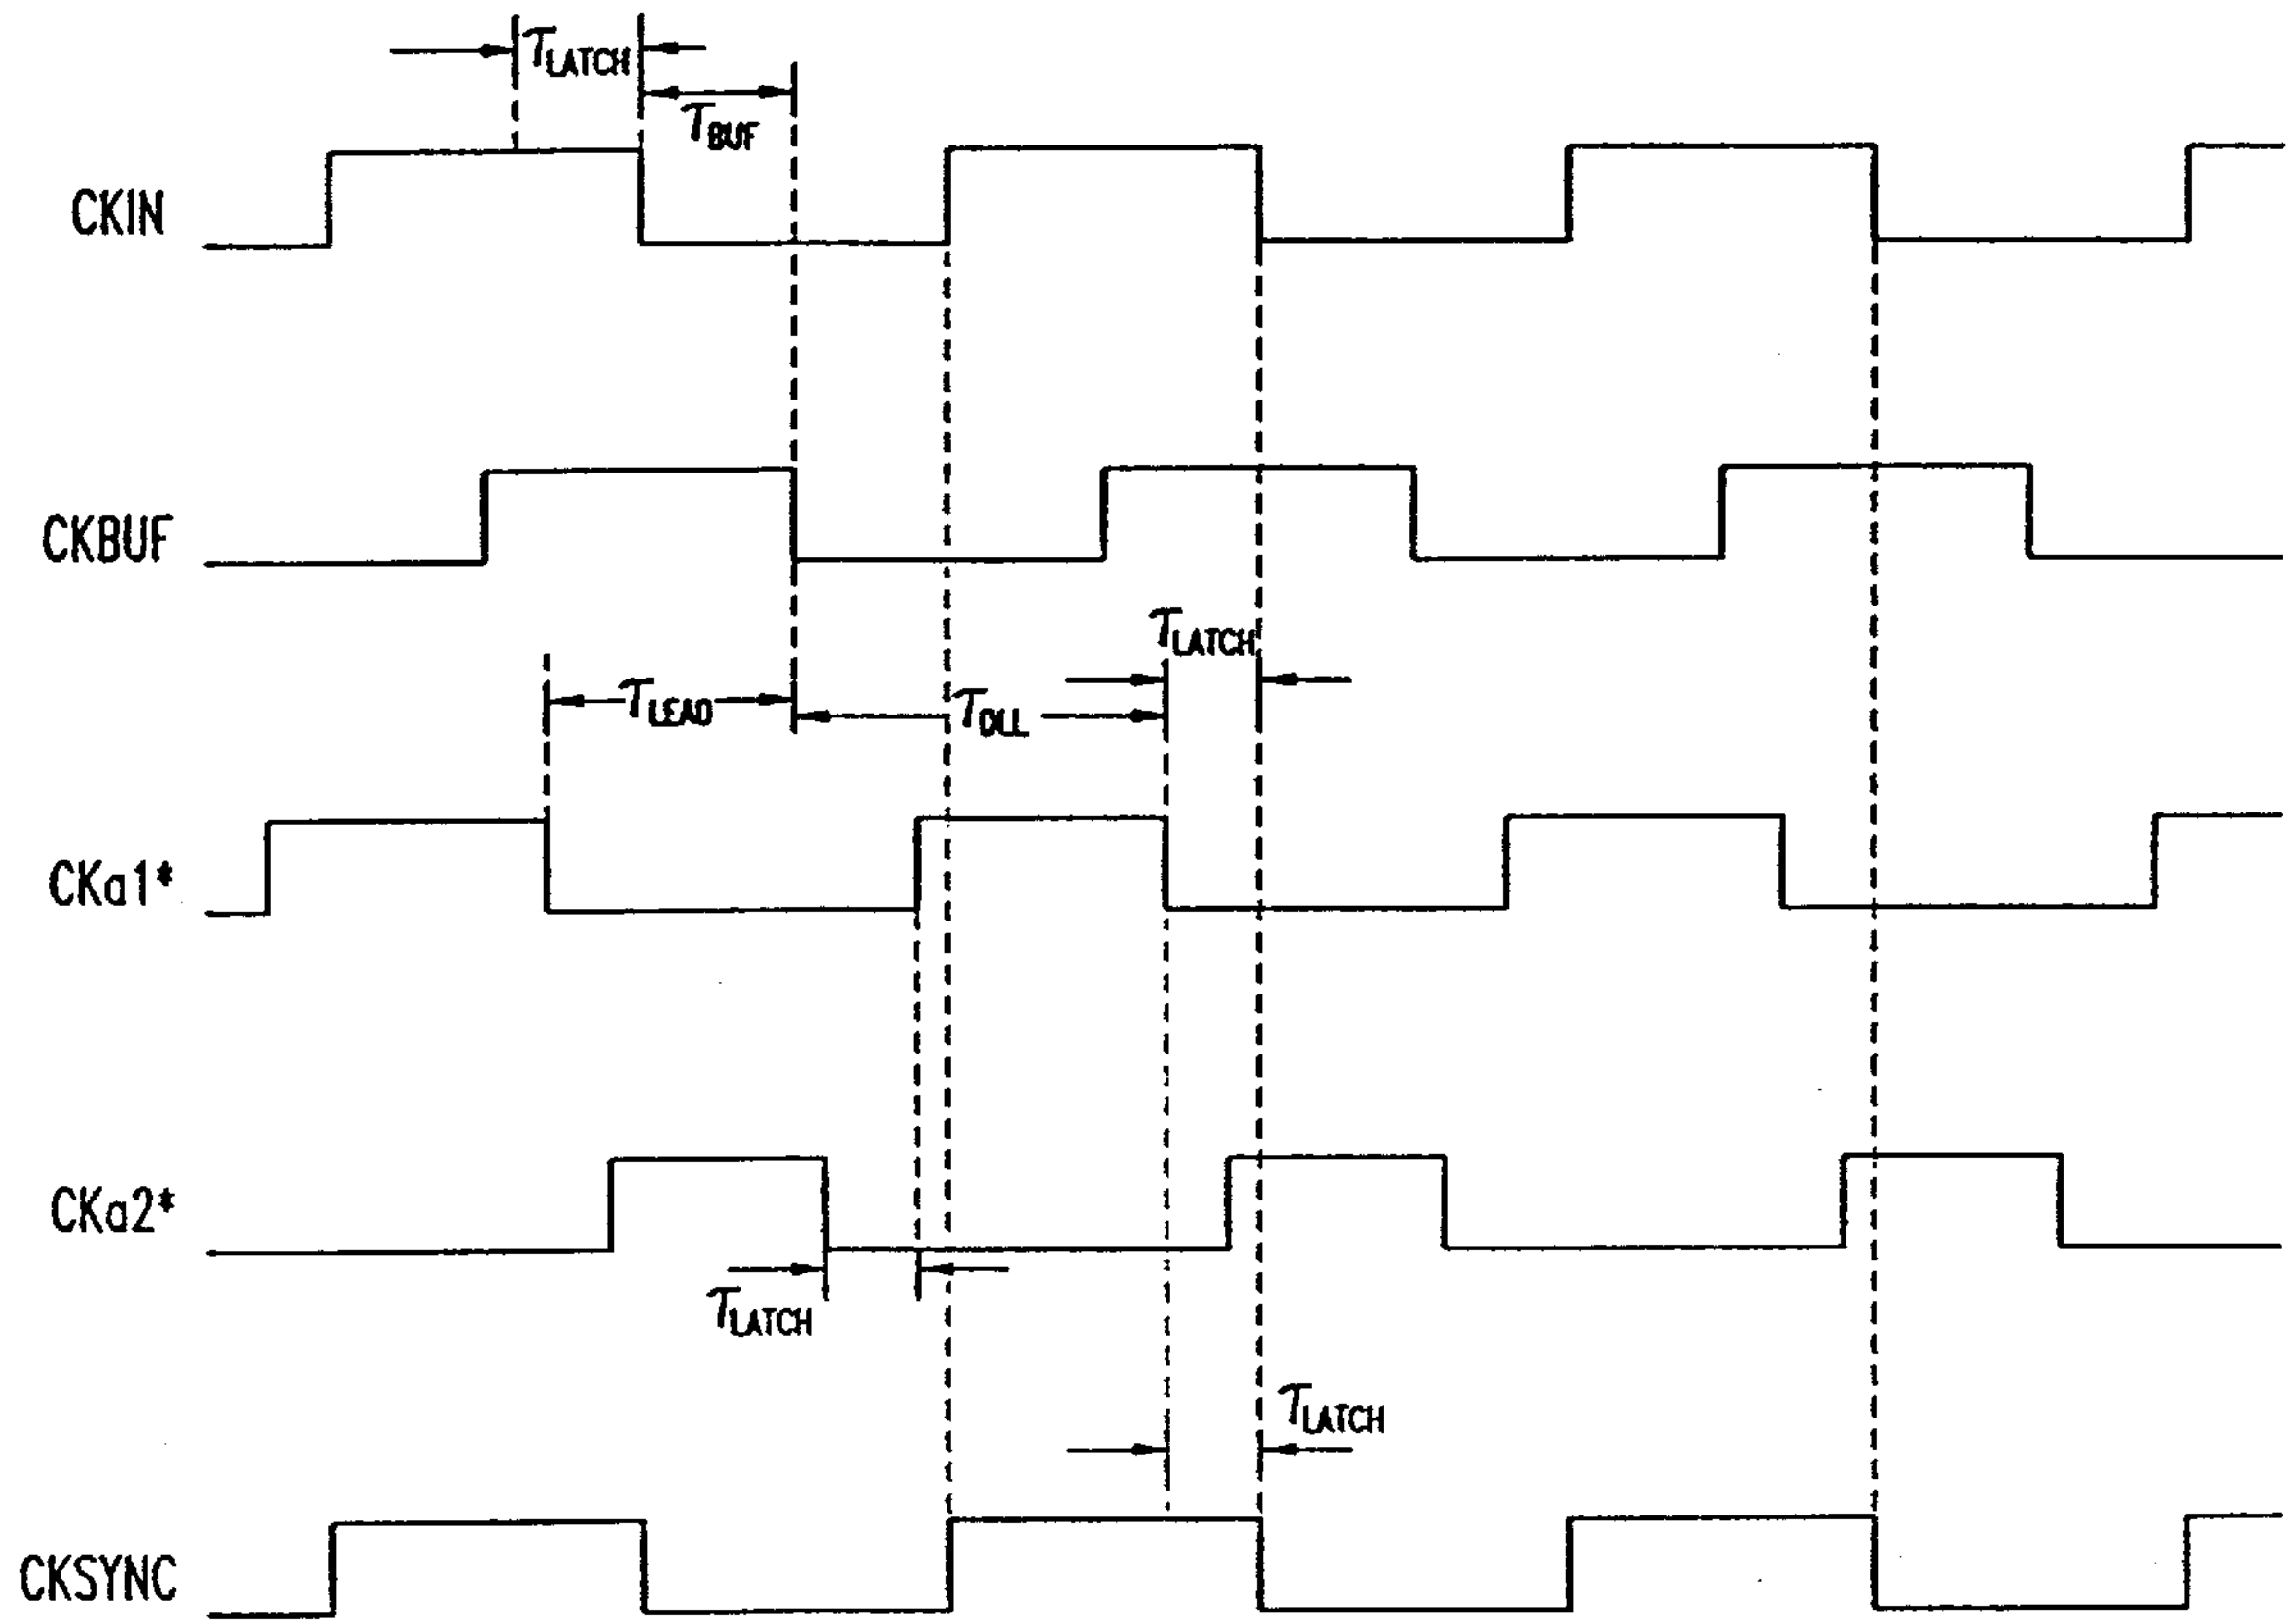 τLATCH
τBUF
CKIN
CKBUF
τLATCH
τLEAD
τDLL
CKa1*
CKa2*
τLATCH
τLATCH
CKSYNC